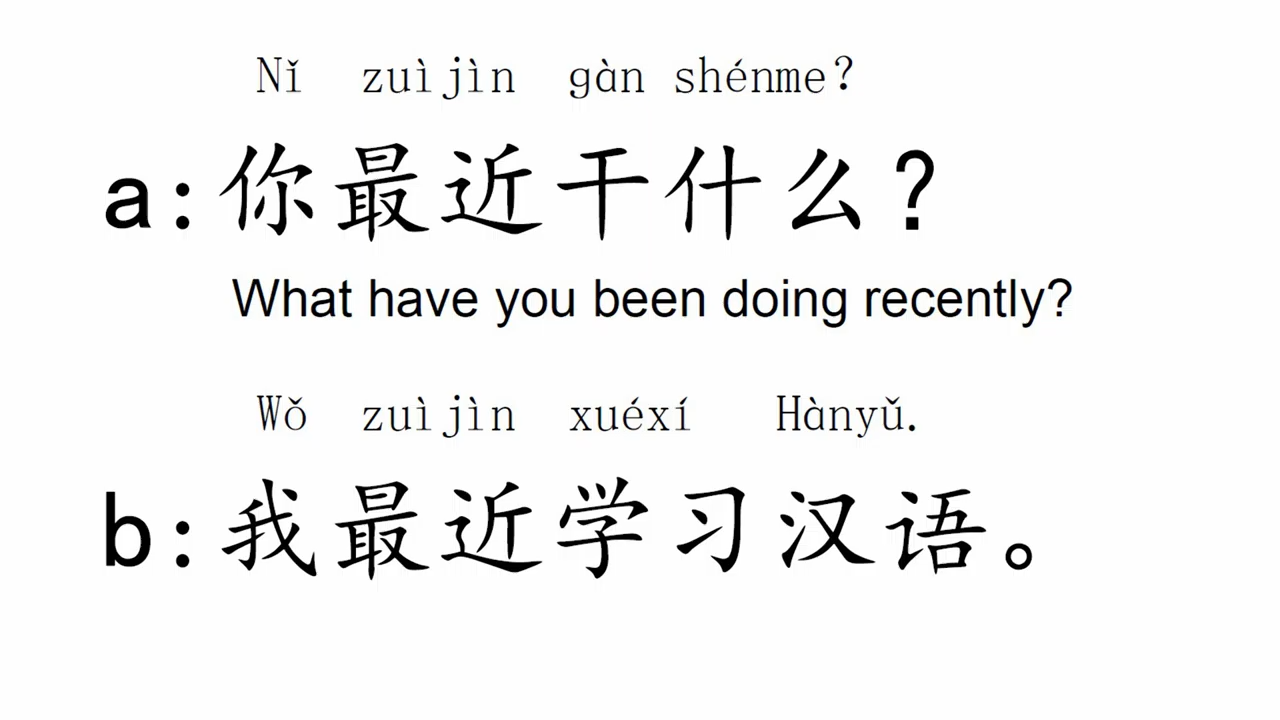 Nǐ zuìjìn gàn shénme?
a:你最近干什么?
What have you been doing recently?
Wǒ zuìjìn xuéxí Hànyǔ.
b:我最近学习汉语。